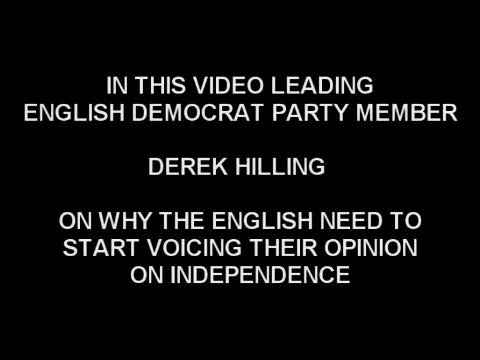 IN THIS VIDEO LEADING
ENGLISH DEMOCRAT PARTY MEMBER
DEREK HILLING
ON WHY THE ENGLISH NEED TO
START VOICING THEIR OPINION
ON INDEPENDENCE